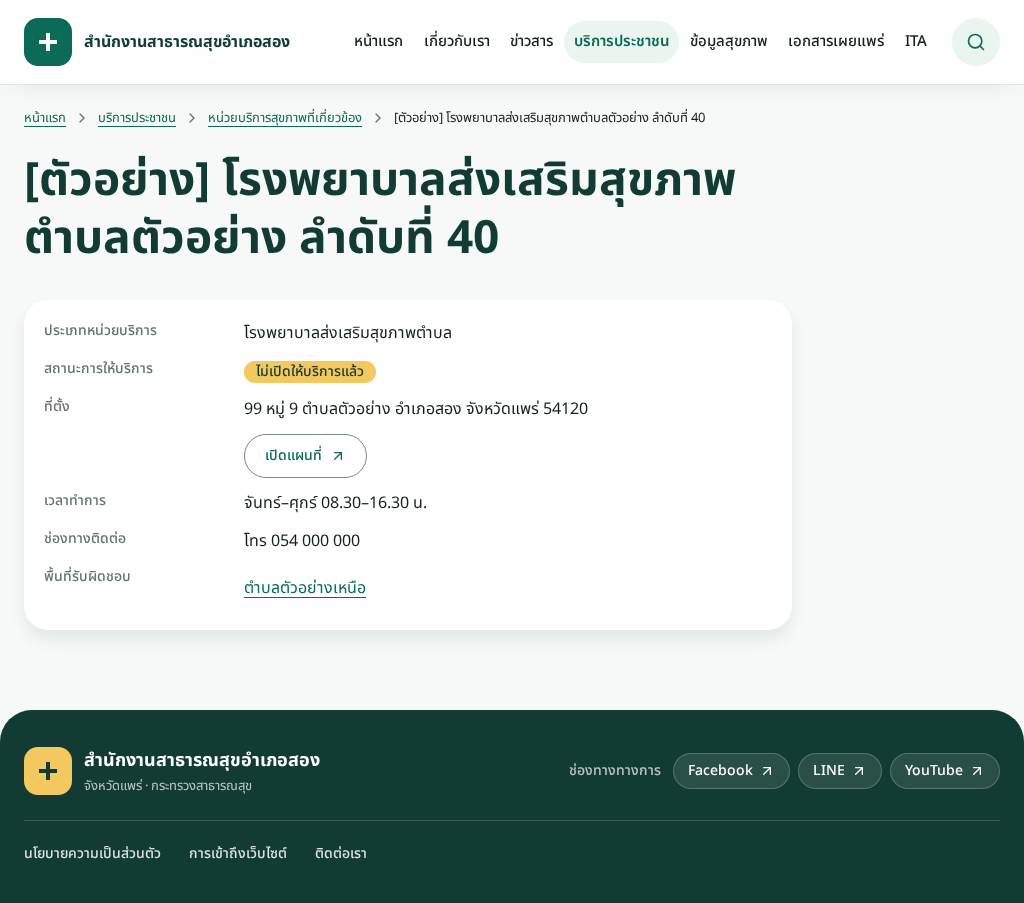 สำนักงานสาธารณสุขอำเภอสอง
หน้าแรก เกี่ยวกับเรา ข่าวสาร บริการประชาชน ข้อมูลสุขภาพ เอกสารเผยแพร่ ITA
หน้าแรก บริการประชาชน หน่วยบริการสุขภาพที่เกี่ยวข้อง [ตัวอย่าง] โรงพยาบาลส่งเสริมสุขภาพตำบลตัวอย่าง ลำดับที่ 40
[ตัวอย่าง] โรงพยาบาลส่งเสริมสุขภาพ
ตำบลตัวอย่าง ลำดับที่ 40
ประเภทหน่วยบริการ โรงพยาบาลส่งเสริมสุขภาพตำบล
สถานะการให้บริการ ไม่เปิดให้บริการแล้ว
ที่ตั้ง 99 หมู่ 9 ตำบลตัวอย่าง อำเภอสอง จังหวัดแพร่ 54120
เปิดแผนที่
เวลาทำการ จันทร์–ศุกร์ 08.30–16.30 น.
ช่องทางติดต่อ โทร 054 000 000
พื้นที่รับผิดชอบ ตำบลตัวอย่างเหนือ
สำนักงานสาธารณสุขอำเภอสอง
จังหวัดแพร่ · กระทรวงสาธารณสุข
ช่องทางทางการ Facebook LINE YouTube
นโยบายความเป็นส่วนตัว การเข้าถึงเว็บไซต์ ติดต่อเรา